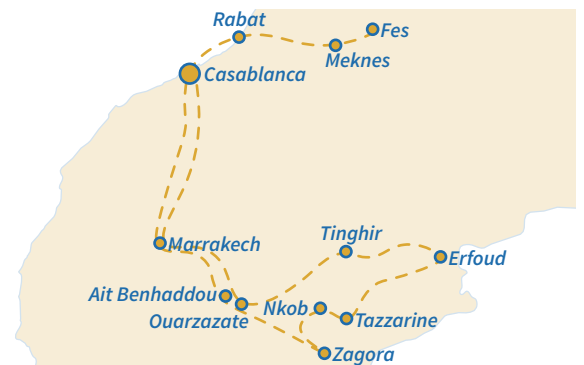 Rabat
Fes
Meknes
Casablanca
Marrakech
Tinghir
Erfoud
Ait Benhaddou
Nkob
Ouarzazate
Tazzarine
Zagora